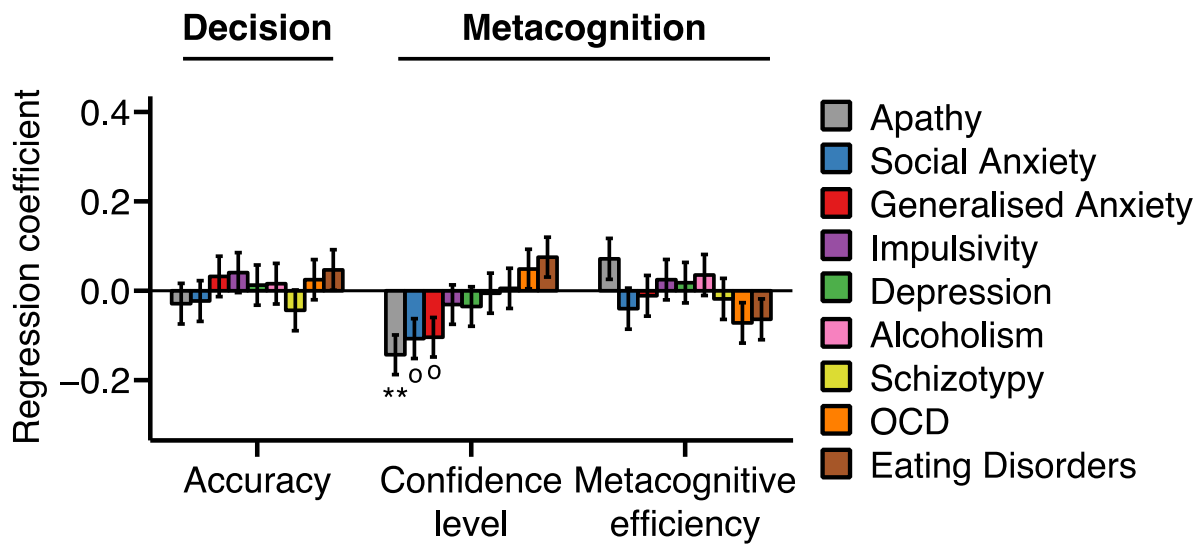 Decision Metacognition
Regression coefficient
0.4
0.2
0.0
−0.2
** o o
Accuracy
Confidence
level
Metacognitive
efficiency
Apathy
Social Anxiety
Generalised Anxiety
Impulsivity
Depression
Alcoholism
Schizotypy
OCD
Eating Disorders